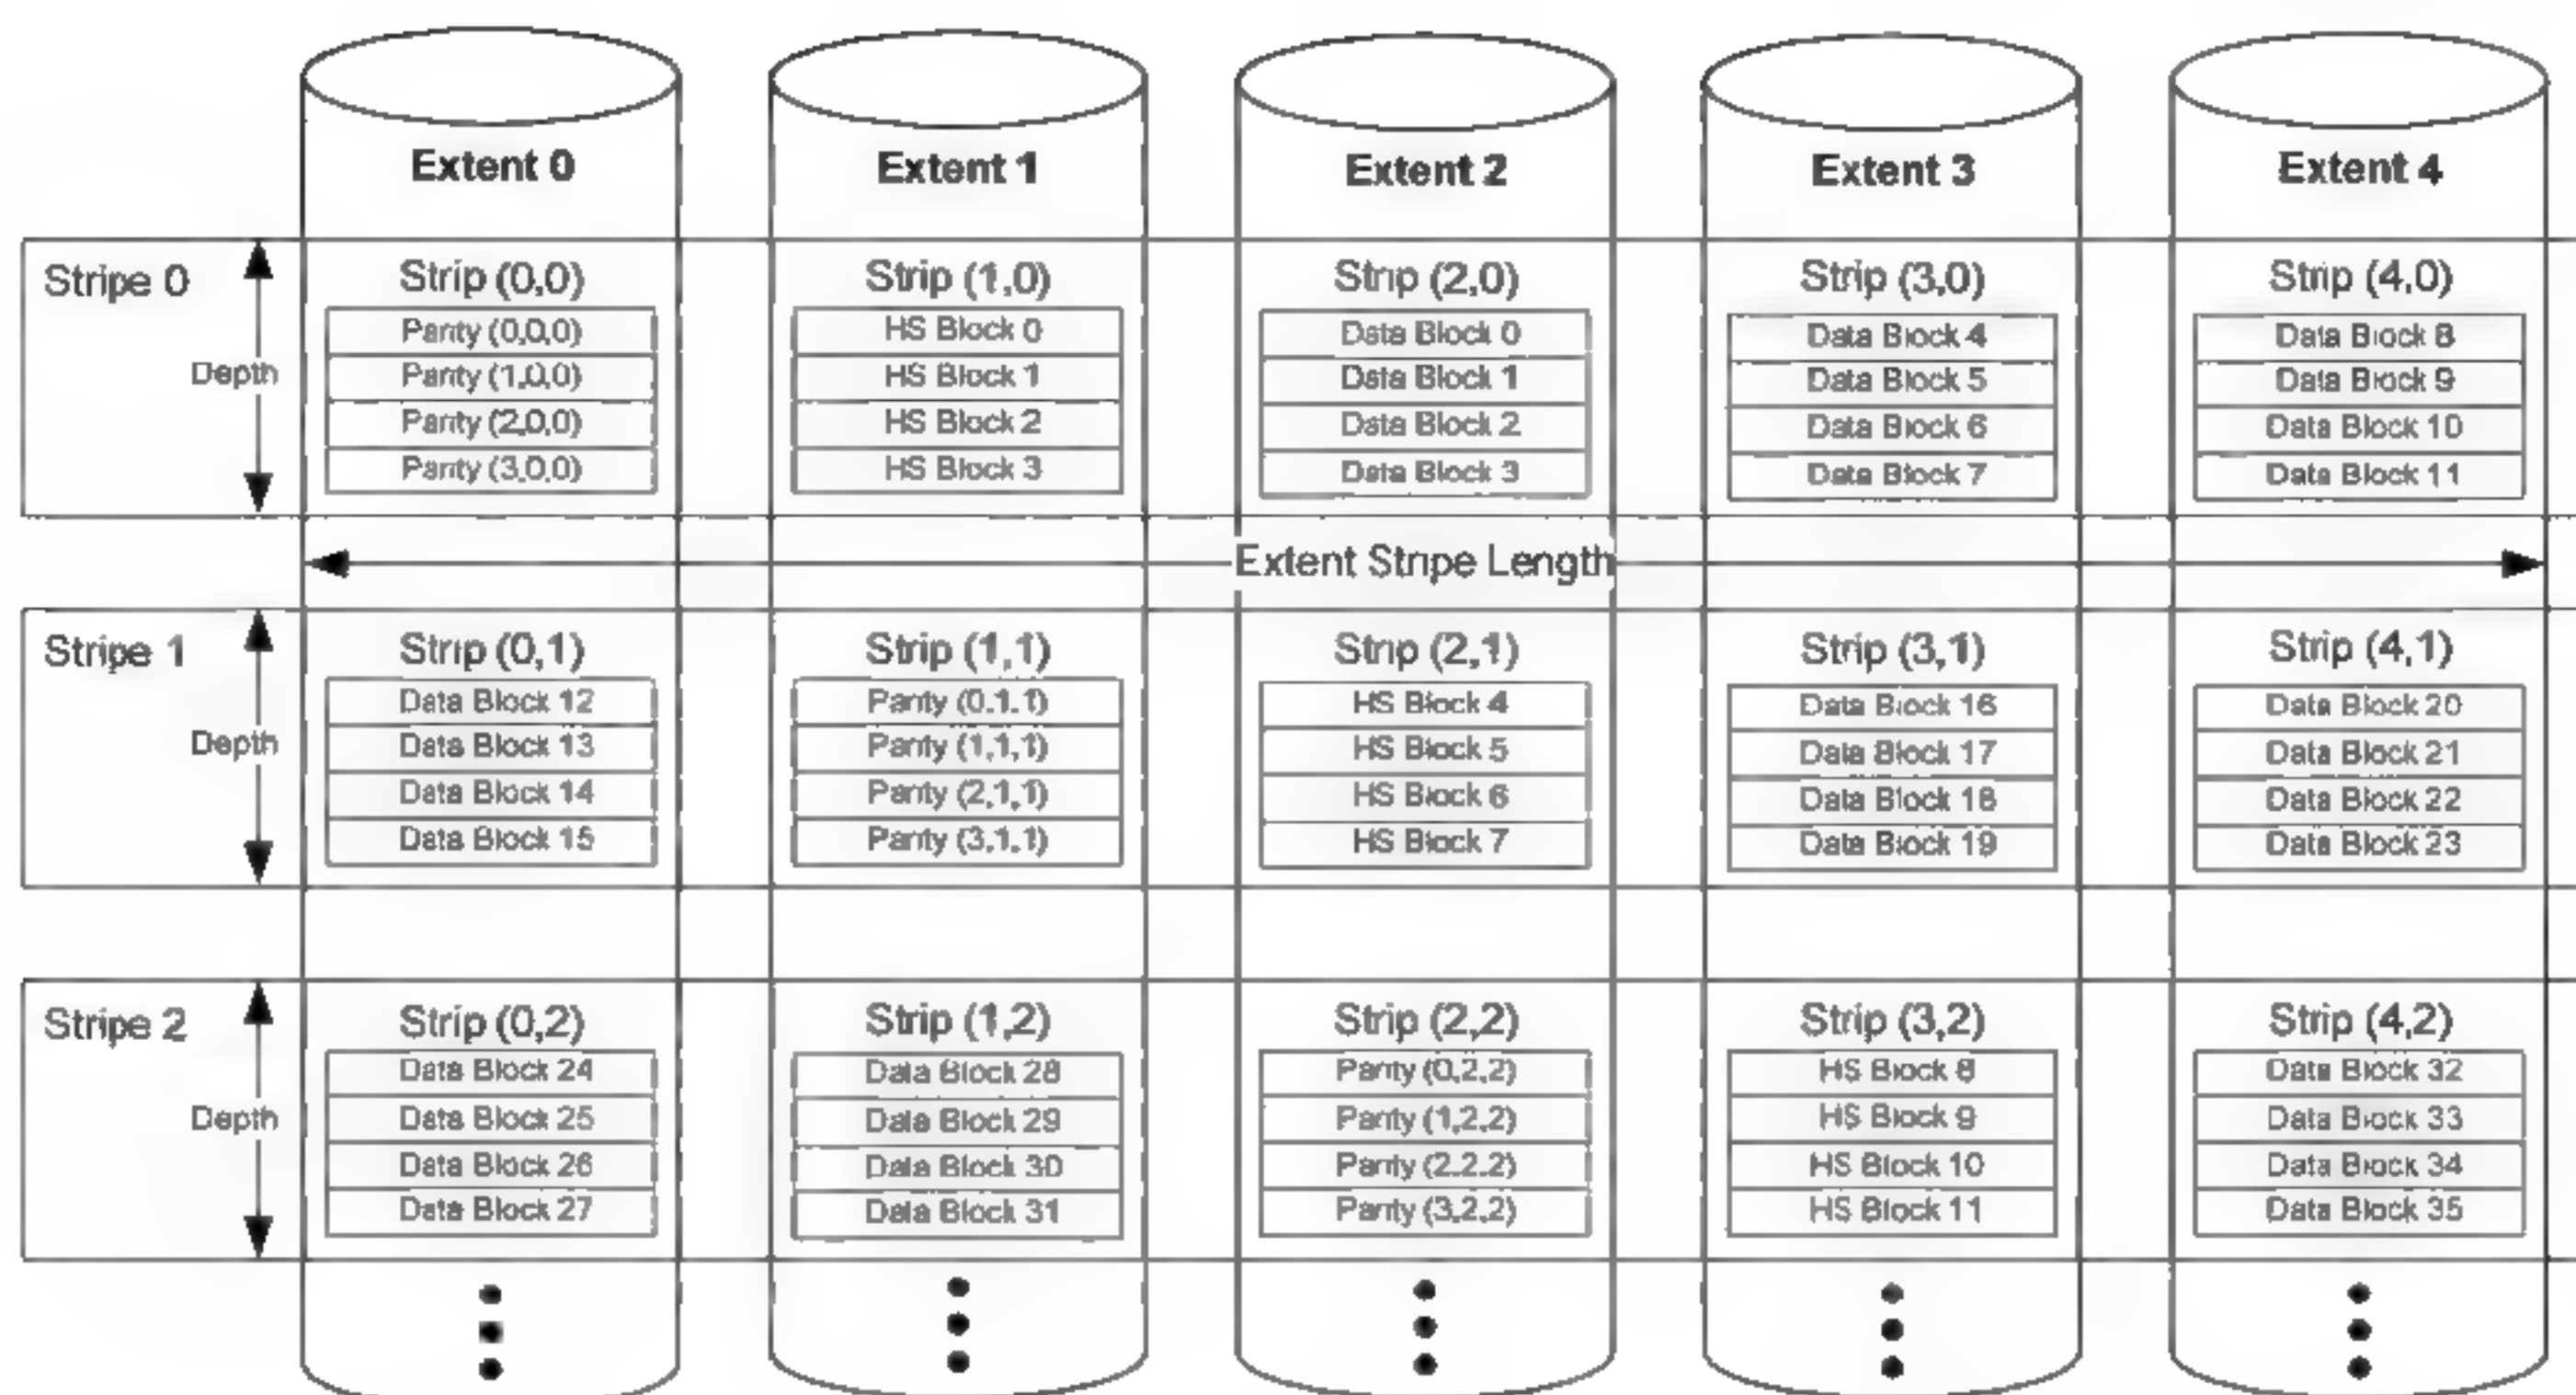 Extent 0 Extent 1 Extent 2 Extent 3 Extent 4
Stripe 0 Strip (0,0) Strip (1,0) Strip (2,0) Strip (3,0) Strip (4,0)
Parity (0,0,0) HS Block 0 Data Block 0 Data Block 4 Data Block 8
Depth Parity (1,0,0) HS Block 1 Data Block 1 Data Block 5 Data Block 9
Parity (2,0,0) HS Block 2 Data Block 2 Data Block 6 Data Block 10
Parity (3,0,0) HS Block 3 Data Block 3 Data Block 7 Data Block 11
Extent Stripe Length
Stripe 1 Strip (0,1) Strip (1,1) Strip (2,1) Strip (3,1) Strip (4,1)
Data Block 12 Parity (0,1,1) HS Block 4 Data Block 16 Data Block 20
Depth Data Block 13 Parity (1,1,1) HS Block 5 Data Block 17 Data Block 21
Data Block 14 Parity (2,1,1) HS Block 6 Data Block 18 Data Block 22
Data Block 15 Parity (3,1,1) HS Block 7 Data Block 19 Data Block 23
Stripe 2 Strip (0,2) Strip (1,2) Strip (2,2) Strip (3,2) Strip (4,2)
Data Block 24 Data Block 28 Parity (0,2,2) HS Block 8 Data Block 32
Depth Data Block 25 Data Block 29 Parity (1,2,2) HS Block 9 Data Block 33
Data Block 26 Data Block 30 Parity (2,2,2) HS Block 10 Data Block 34
Data Block 27 Data Block 31 Parity (3,2,2) HS Block 11 Data Block 35